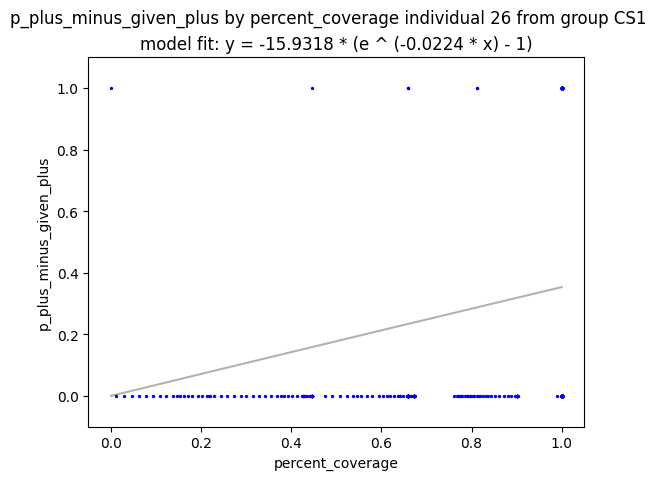 p_plus_minus_given_plus by percent_coverage individual 26 from group CS1
model fit: y = -15.9318 * (e ^ (-0.0224 * x) - 1)
1.0
0.8
0.6
0.4
0.2
0.0
p_plus_minus_given_plus
0.0 0.2 0.4 0.6 0.8 1.0
percent_coverage